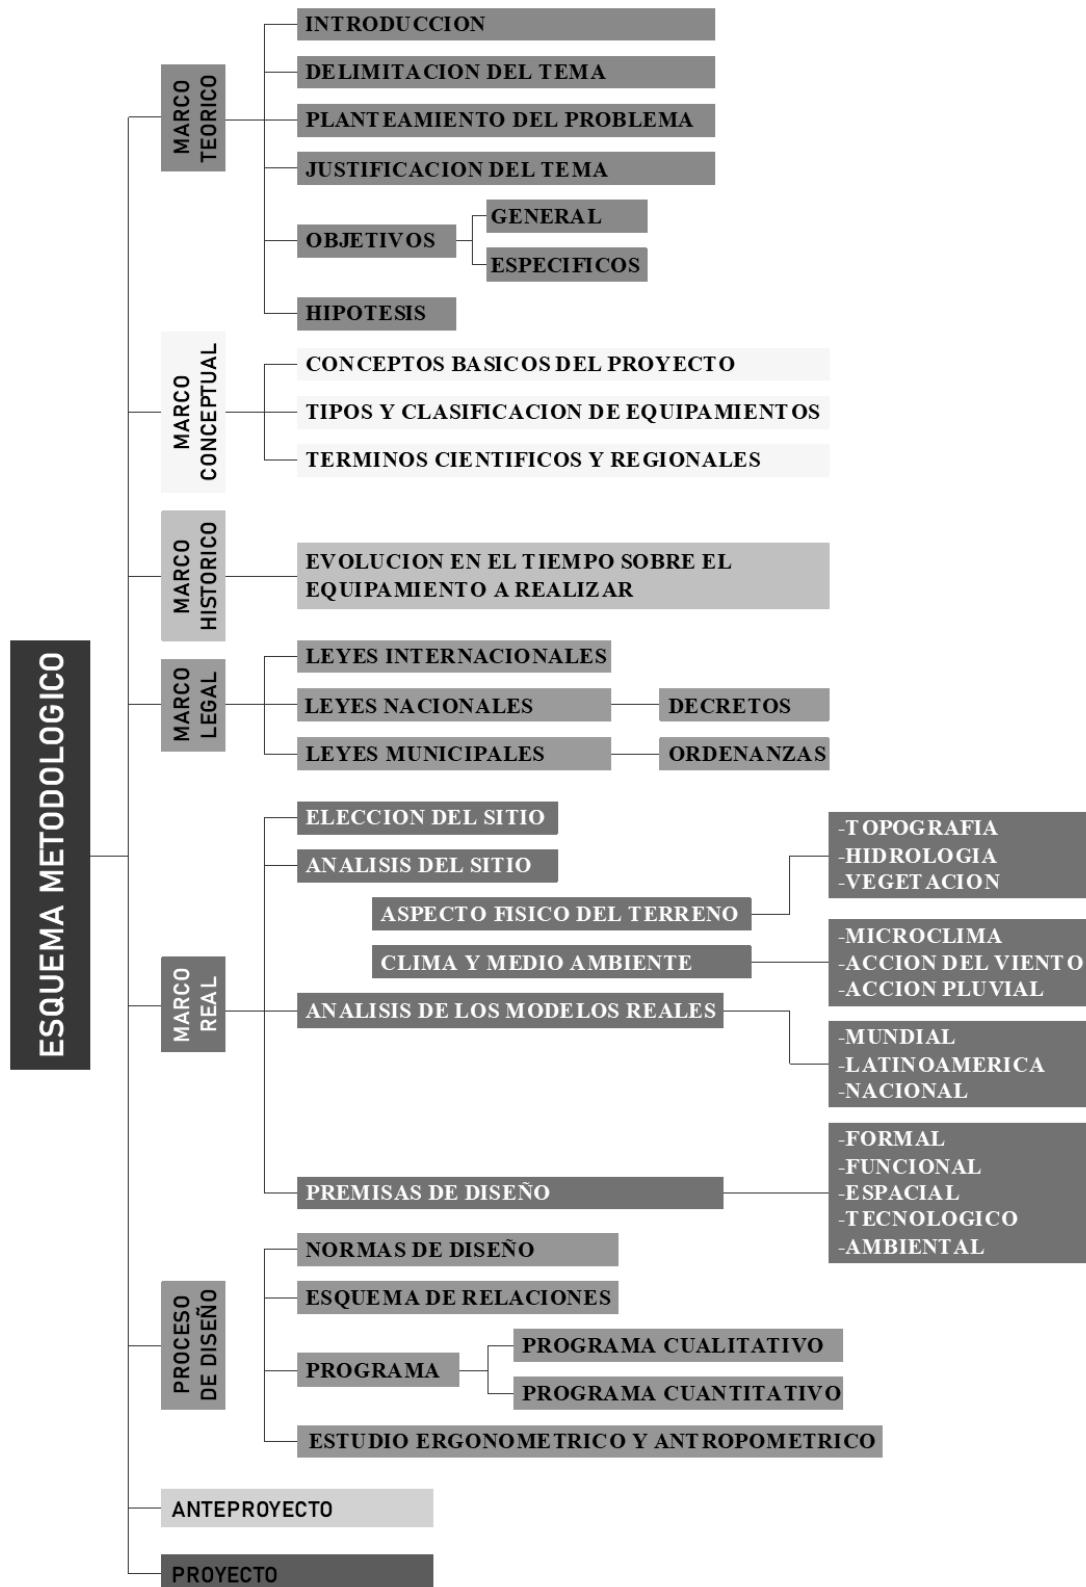 ESQUEMA METODOLOGICO
MARCO
TEORICO
INTRODUCCION
DELIMITACION DEL TEMA
PLANTEAMIENTO DEL PROBLEMA
JUSTIFICACION DEL TEMA
OBJETIVOS
GENERAL
ESPECIFICOS
HIPOTESIS
MARCO
CONCEPTUAL
CONCEPTOS BASICOS DEL PROYECTO
TIPOS Y CLASIFICACION DE EQUIPAMIENTOS
TERMINOS CIENTIFICOS Y REGIONALES
MARCO
HISTORICO
EVOLUCION EN EL TIEMPO SOBRE EL
EQUIPAMIENTO A REALIZAR
MARCO
LEGAL
LEYES INTERNACIONALES
LEYES NACIONALES
DECRETOS
LEYES MUNICIPALES
ORDENANZAS
MARCO
REAL
ELECCION DEL SITIO
ANALISIS DEL SITIO
ASPECTO FISICO DEL TERRENO
-TOPOGRAFIA
-HIDROLOGIA
-VEGETACION
CLIMA Y MEDIO AMBIENTE
-MICROCLIMA
-ACCION DEL VIENTO
-ACCION PLUVIAL
ANALISIS DE LOS MODELOS REALES
-MUNDIAL
-LATINOAMERICA
-NACIONAL
PREMISAS DE DISEÑO
-FORMAL
-FUNCIONAL
-ESPACIAL
-TECNOLOGICO
-AMBIENTAL
PROCESO
DE DISEÑO
NORMAS DE DISEÑO
ESQUEMA DE RELACIONES
PROGRAMA
PROGRAMA CUALITATIVO
PROGRAMA CUANTITATIVO
ESTUDIO ERGONOMETRICO Y ANTROPOMETRICO
ANTEPROYECTO
PROYECTO